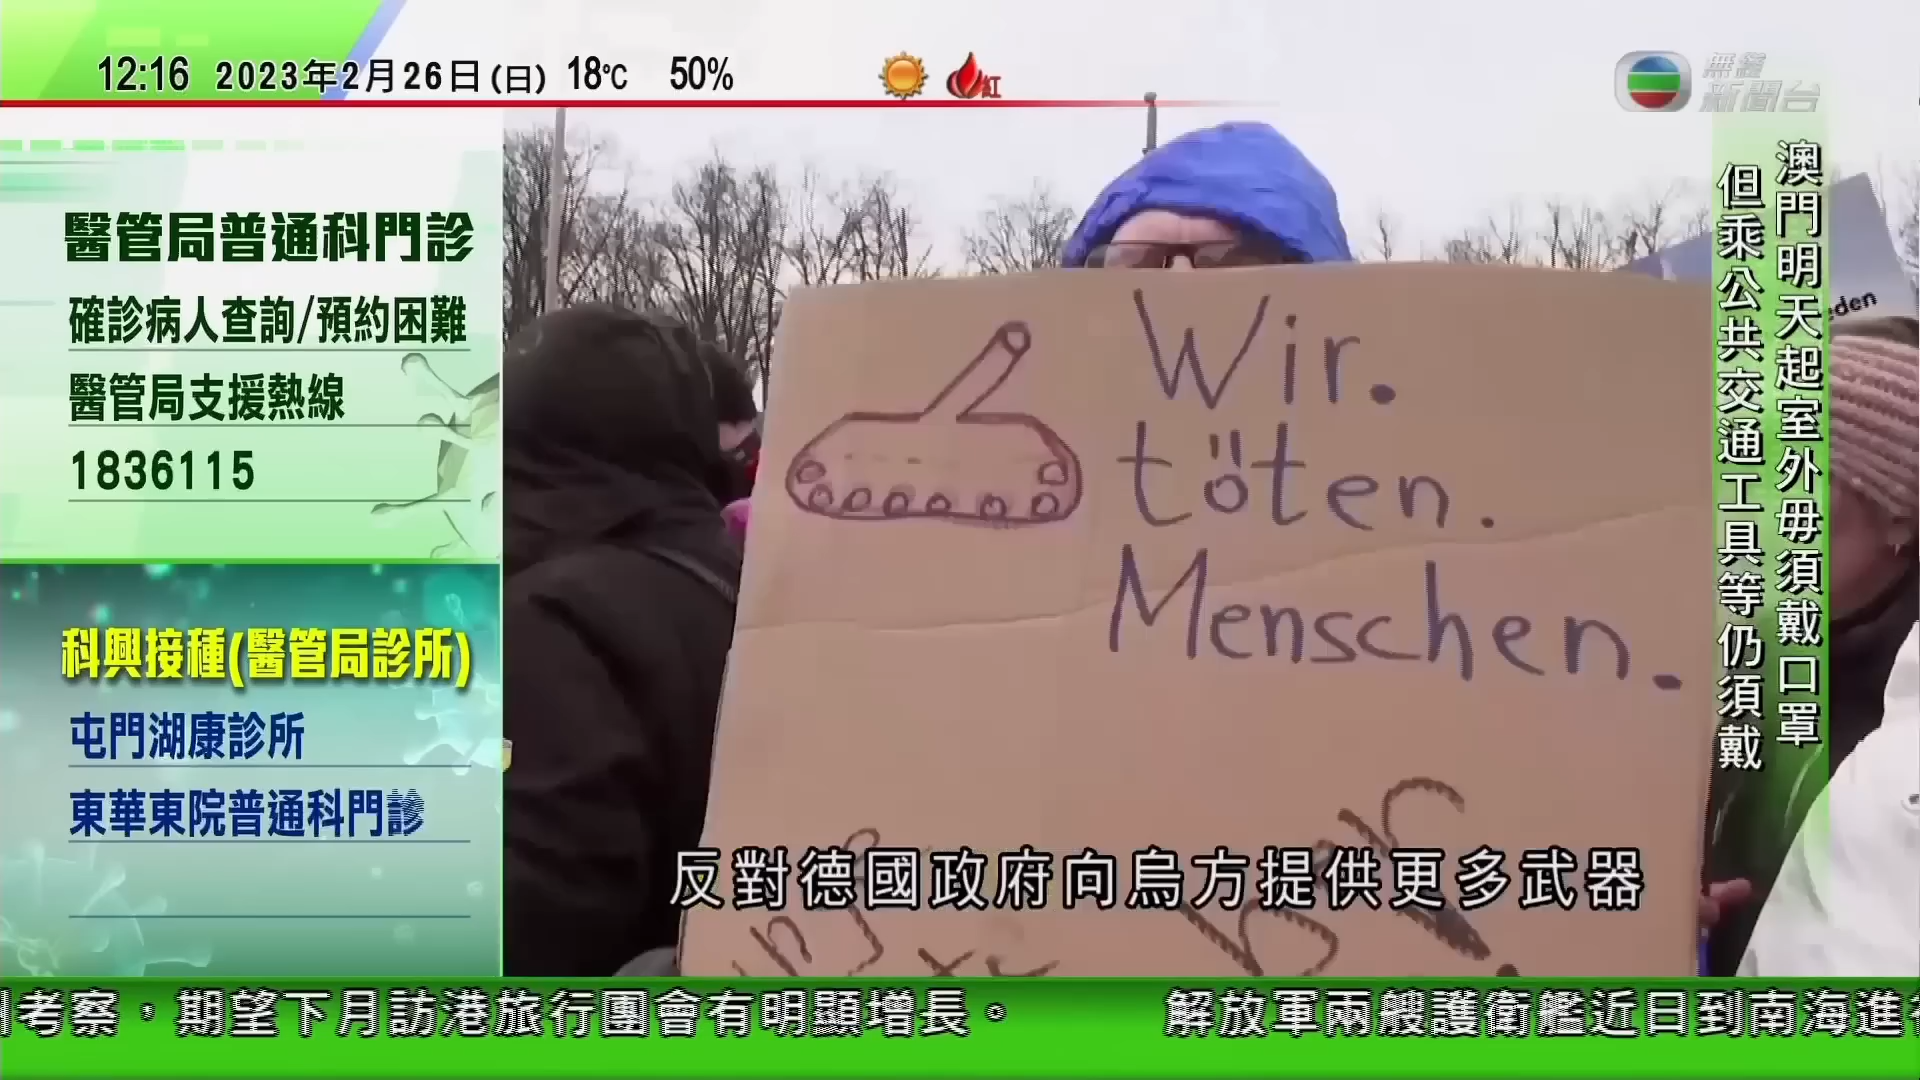 12:16 2023年2月26日(日) 18℃ 50%
紅
無綫
新聞台
醫管局普通科門診
確診病人查詢/預約困難
醫管局支援熱線
1836115
科興接種(醫管局診所)
屯門湖康診所
東華東院普通科門診
Wir.
töten.
Menschen.
eden
澳門明天起室外毋須戴口罩
但乘公共交通工具等仍須戴
反對德國政府向烏方提供更多武器
考察，期望下月訪港旅行團會有明顯增長。 解放軍兩艘護衛艦近日到南海進行